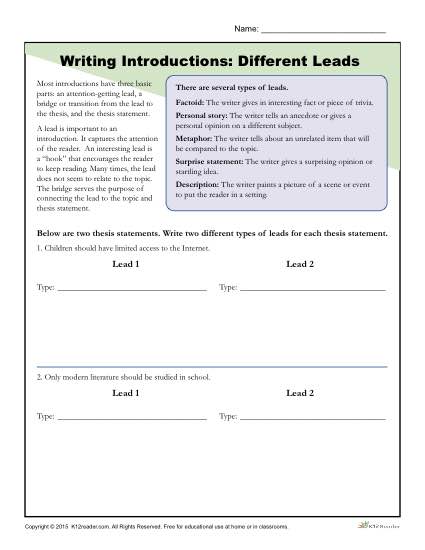 Name:
Writing Introductions: Different Leads
Most introductions have three basic
parts: an attention-getting lead, a
bridge or transition from the lead to
the thesis, and the thesis statement.
A lead is important to an
introduction. It captures the attention
of the reader. An interesting lead is
a “hook” that encourages the reader
to keep reading. Many times, the lead
does not seem to relate to the topic.
The bridge serves the purpose of
connecting the lead to the topic and
thesis statement.
There are several types of leads.
Factoid: The writer gives in interesting fact or piece of trivia.
Personal story: The writer tells an anecdote or gives a
personal opinion on a different subject.
Metaphor: The writer tells about an unrelated item that will
be compared to the topic.
Surprise statement: The writer gives a surprising opinion or
startling idea.
Description: The writer paints a picture of a scene or event
to put the reader in a setting.
Below are two thesis statements. Write two different types of leads for each thesis statement.
1. Children should have limited access to the Internet.
Lead 1 Lead 2
Type: Type:
2. Only modern literature should be studied in school.
Lead 1 Lead 2
Type: Type:
Copyright © 2015 K12reader.com. All Rights Reserved. Free for educational use at home or in classrooms.
K12Reader